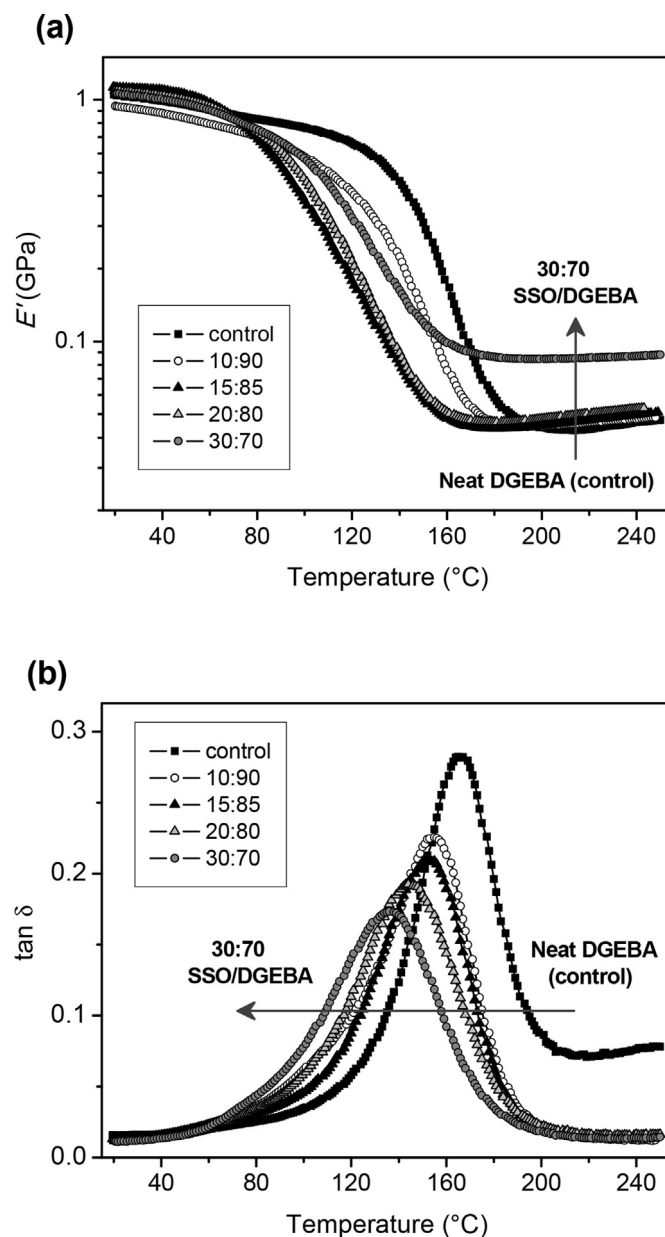 (a)
1
0.1
E' (GPa)
control
10:90
15:85
20:80
30:70
30:70
SSO/DGEBA
Neat DGEBA (control)
40 80 120 160 200 240
Temperature (°C)
(b)
0.3
0.2
0.1
0.0
tan δ
control
10:90
15:85
20:80
30:70
30:70
SSO/DGEBA
Neat DGEBA
(control)
40 80 120 160 200 240
Temperature (°C)